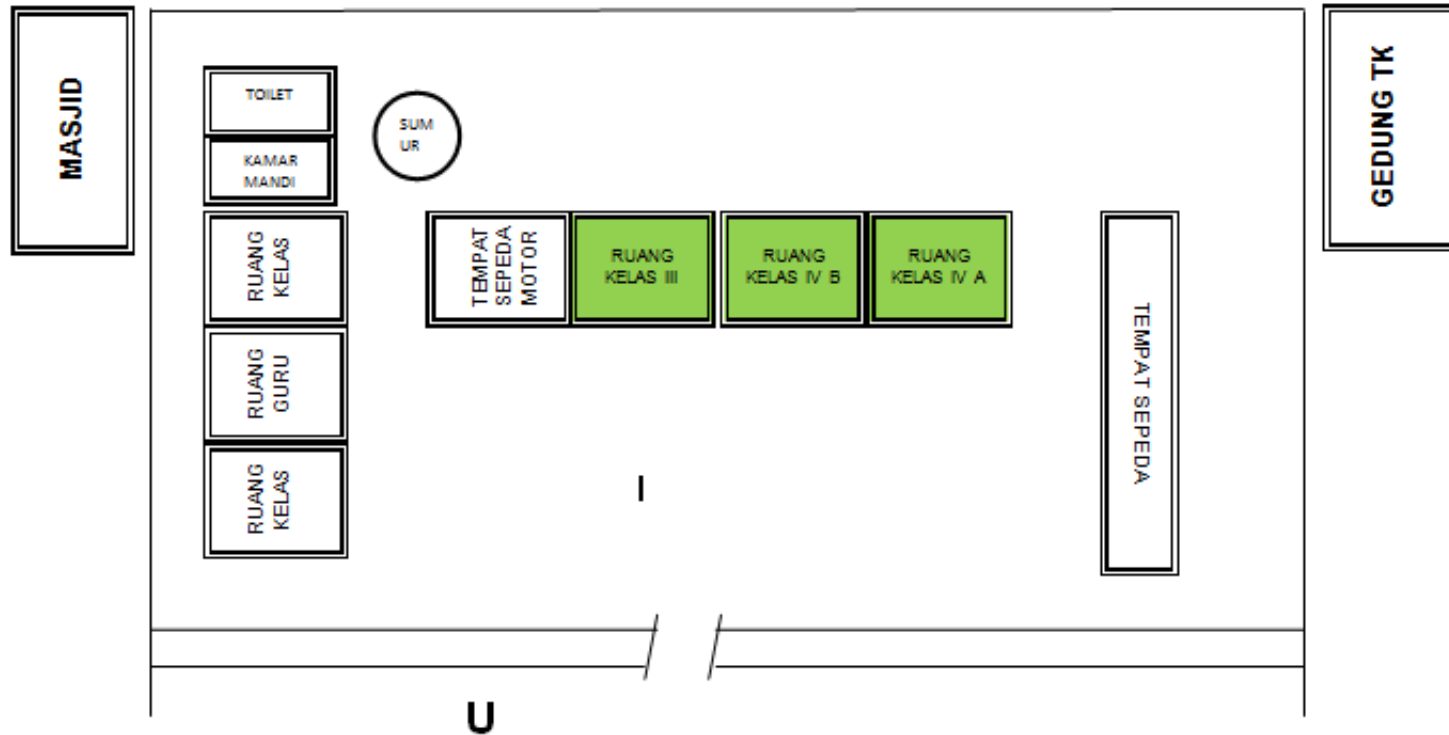 MASJID
TOILET
SUM
UR
KAMAR
MANDI
GEDUNG TK
RUANG
KELAS
TEMPAT
SEPEDA
MOTOR
RUANG
KELAS III
RUANG
KELAS IV B
RUANG
KELAS IV A
TEMPAT SEPEDA
RUANG
GURU
RUANG
KELAS
I
U